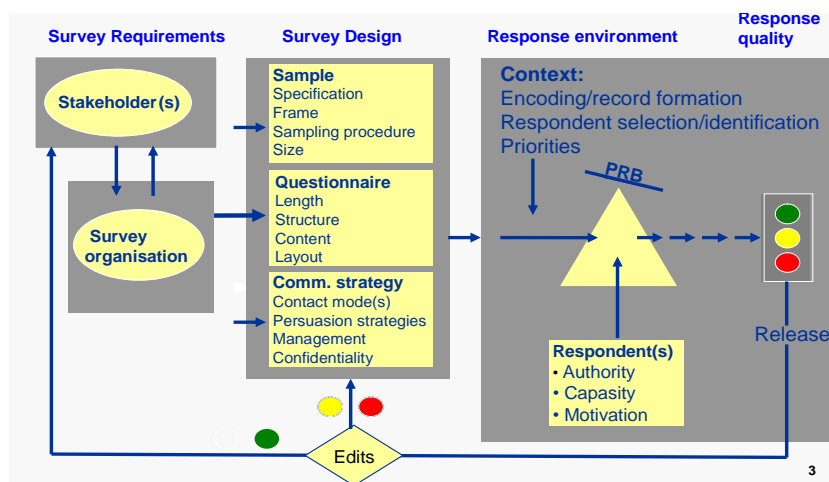 Survey Requirements
Survey Design
Response environment
Response
quality
Stakeholder(s)
Survey
organisation
Sample
Specification
Frame
Sampling procedure
Size
Questionnaire
Length
Structure
Content
Layout
Comm. strategy
Contact mode(s)
Persuasion strategies
Management
Confidentiality
Context:
Encoding/record formation
Respondent selection/identification
Priorities
PRB
Respondent(s)
• Authority
• Capasity
• Motivation
Release
Edits
3